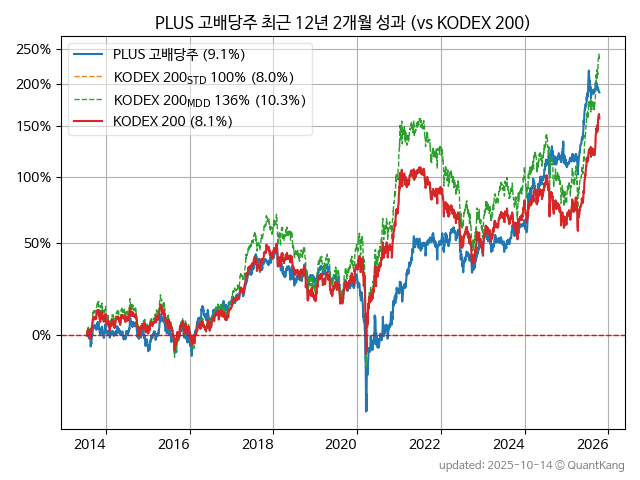 PLUS 고배당주 최근 12년 2개월 성과 (vs KODEX 200)
250%
200%
150%
100%
50%
0%
PLUS 고배당주 (9.1%)
KODEX 200STD 100% (8.0%)
KODEX 200MDD 136% (10.3%)
KODEX 200 (8.1%)
2014 2016 2018 2020 2022 2024 2026
updated: 2025-10-14 © QuantKang